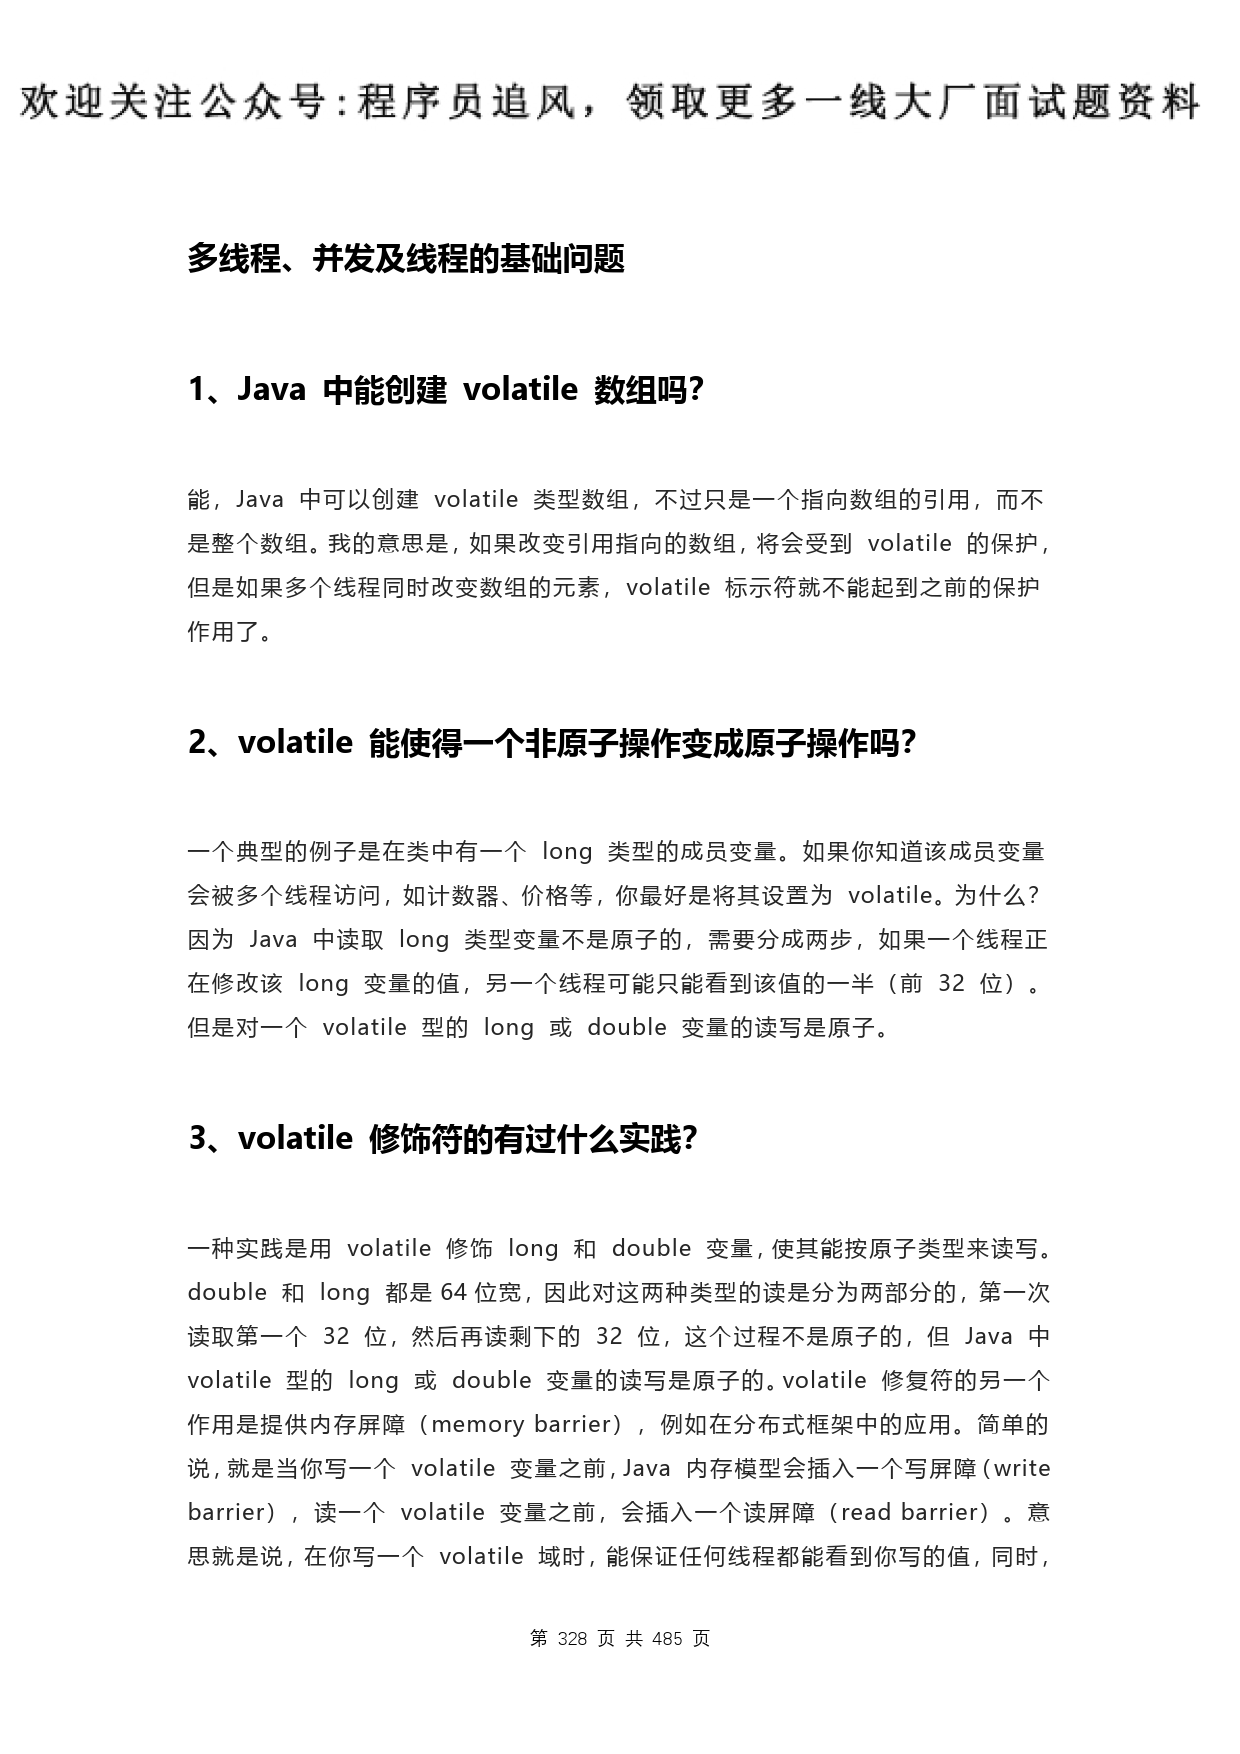 欢迎关注公众号:程序员追风，领取更多一线大厂面试题资料
多线程、并发及线程的基础问题
1、Java 中能创建 volatile 数组吗？
能，Java 中可以创建 volatile 类型数组，不过只是一个指向数组的引用，而不
是整个数组。我的意思是，如果改变引用指向的数组，将会受到 volatile 的保护，
但是如果多个线程同时改变数组的元素，volatile 标示符就不能起到之前的保护
作用了。
2、volatile 能使得一个非原子操作变成原子操作吗？
一个典型的例子是在类中有一个 long 类型的成员变量。如果你知道该成员变量
会被多个线程访问，如计数器、价格等，你最好是将其设置为 volatile。为什么？
因为 Java 中读取 long 类型变量不是原子的，需要分成两步，如果一个线程正
在修改该 long 变量的值，另一个线程可能只能看到该值的一半（前 32 位）。
但是对一个 volatile 型的 long 或 double 变量的读写是原子。
3、volatile 修饰符的有过什么实践？
一种实践是用 volatile 修饰 long 和 double 变量，使其能按原子类型来读写。
double 和 long 都是 64 位宽，因此对这两种类型的读是分为两部分的，第一次
读取第一个 32 位，然后再读剩下的 32 位，这个过程不是原子的，但 Java 中
volatile 型的 long 或 double 变量的读写是原子的。volatile 修复符的另一个
作用是提供内存屏障（memory barrier），例如在分布式框架中的应用。简单的
说，就是当你写一个 volatile 变量之前，Java 内存模型会插入一个写屏障（write
barrier），读一个 volatile 变量之前，会插入一个读屏障（read barrier）。意
思就是说，在你写一个 volatile 域时，能保证任何线程都能看到你写的值，同时，
第 328 页 共 485 页